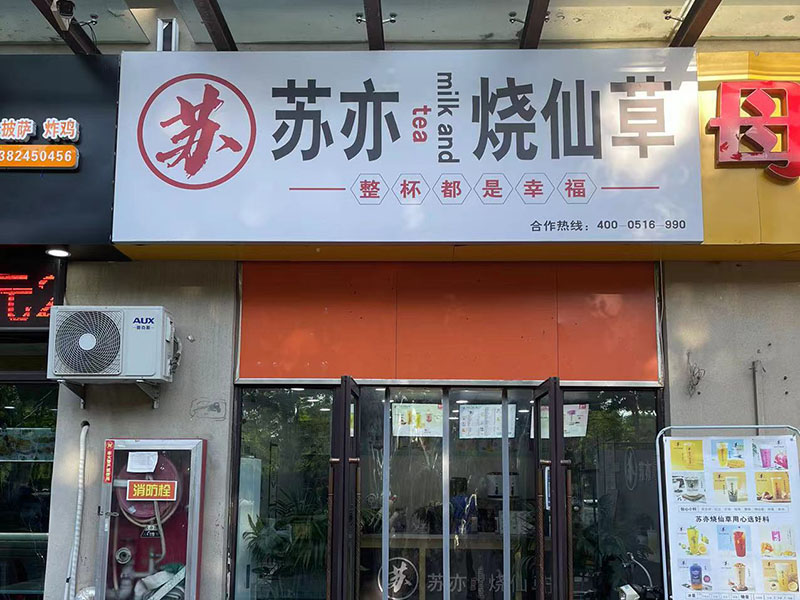 披萨 炸鸡
382450456
苏
苏亦 milk and tea 烧仙草
整杯都是幸福
合作热线：400-0516-990
元
AUX
消防栓
苏亦烧仙草用心选好料
苏 苏亦 烧仙草